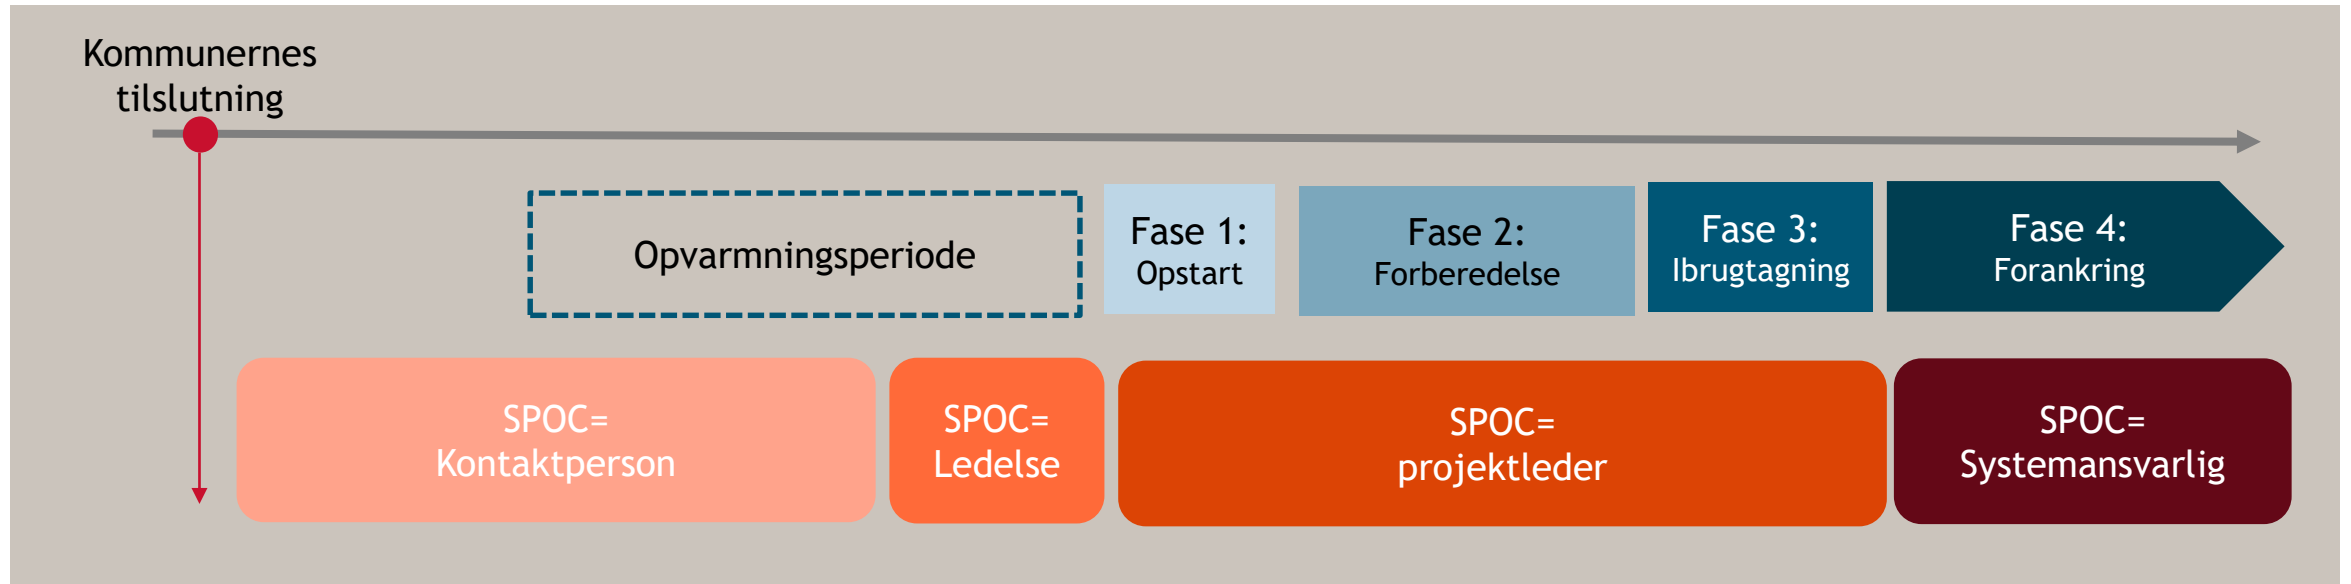 Kommunernes
tilslutning
Opvarmningsperiode
Fase 1:
Opstart
Fase 2:
Forberedelse
Fase 3:
Ibrugtagning
Fase 4:
Forankring
SPOC=
Kontaktperson
SPOC=
Ledelse
SPOC=
projektleder
SPOC=
Systemansvarlig